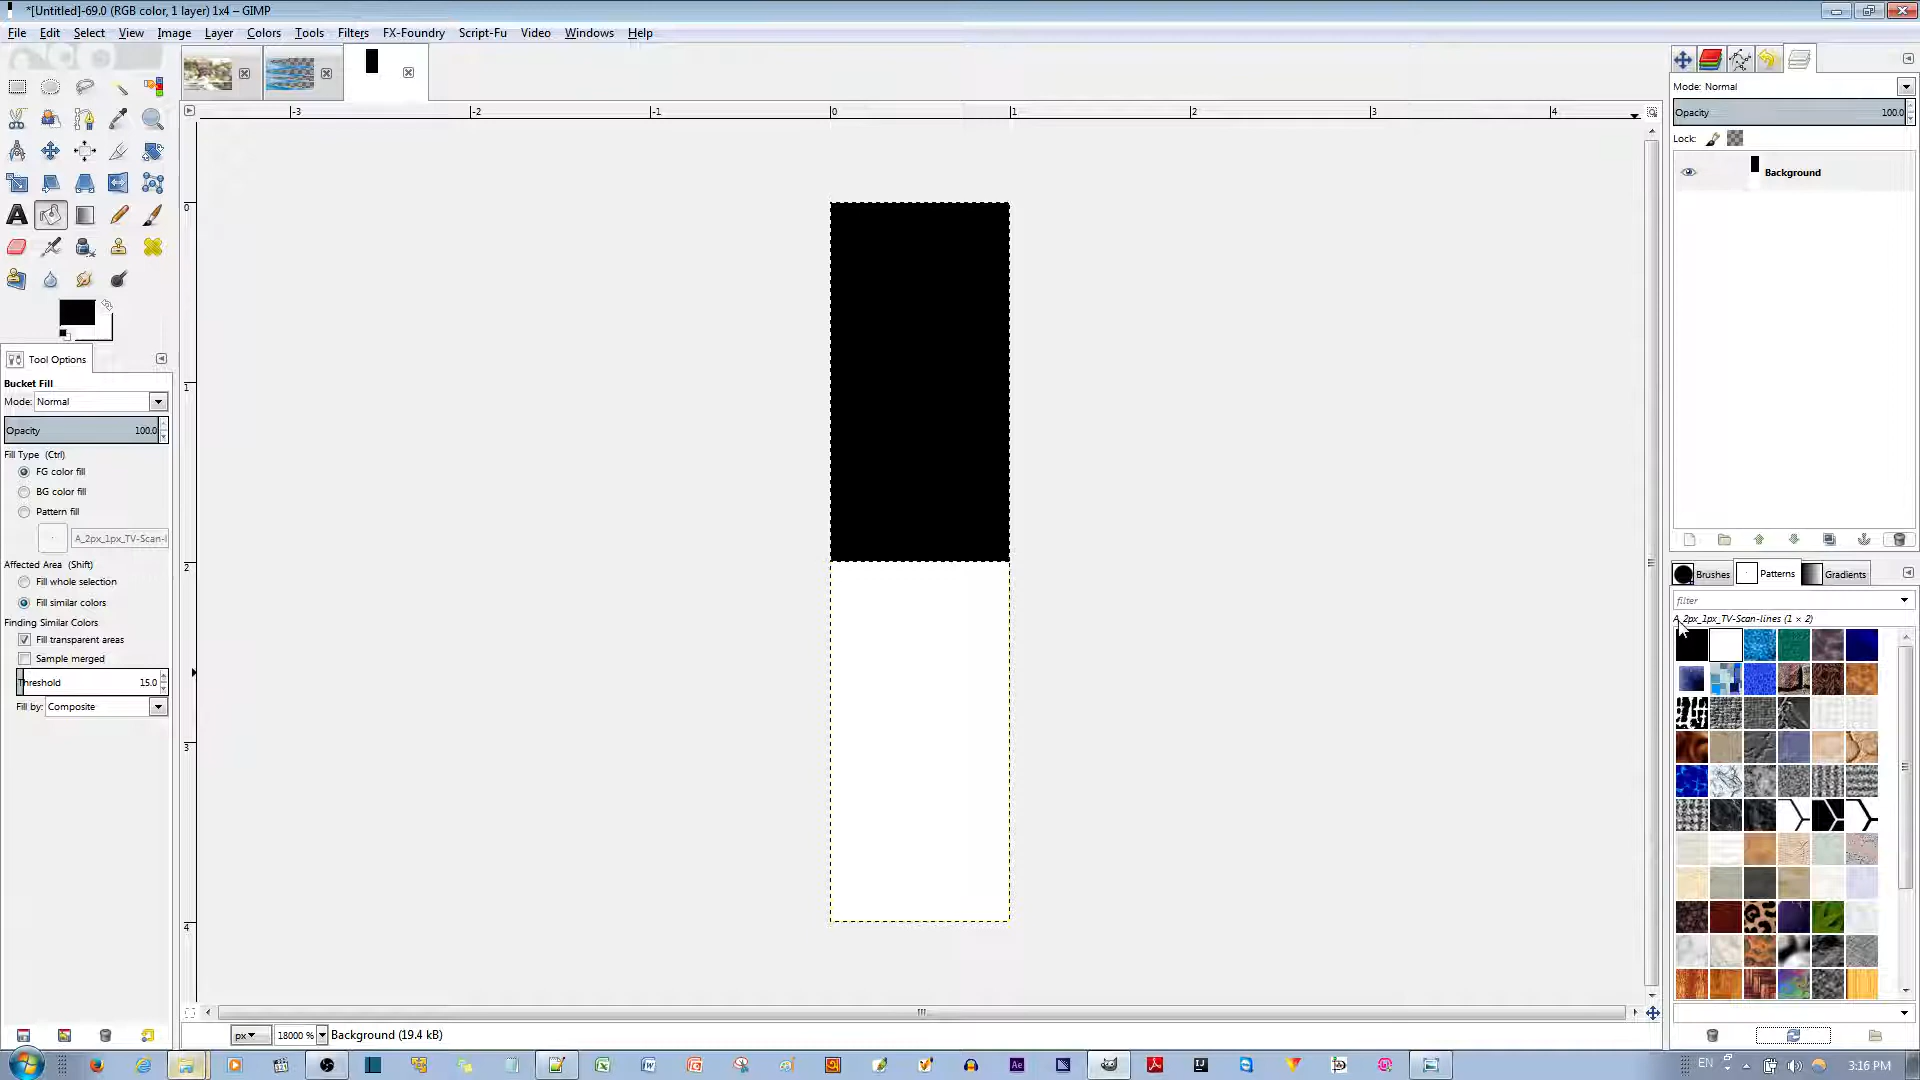 *[Untitled]-69.0 (RGB color, 1 layer) 1x4 – GIMP
File Edit Select View Image Layer Colors Tools Filters FX-Foundry Script-Fu Video Windows Help
-3 -2 -1 0 1 2 3 4
0
1
2
3
4
Tool Options
Bucket Fill
Mode: Normal
Opacity 100.0
Fill Type (Ctrl)
FG color fill
BG color fill
Pattern fill
A_2px_1px_TV-Scan-l
Affected Area (Shift)
Fill whole selection
Fill similar colors
Finding Similar Colors
Fill transparent areas
Sample merged
Threshold 15.0
Fill by: Composite
px 18000 % Background (19.4 kB)
Mode: Normal
Opacity 100.0
Lock:
Background
Brushes Patterns Gradients
filter
A_2px_1px_TV-Scan-lines (1 × 2)
EN 3:16 PM